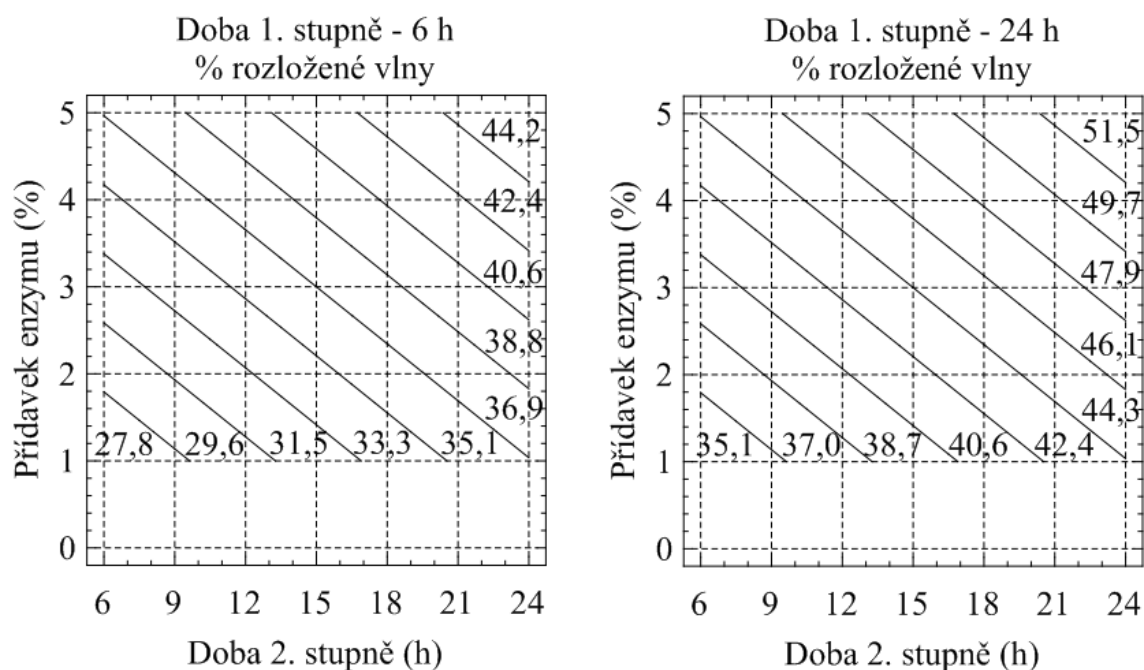 Doba 1. stupně - 6 h
% rozložené vlny
Přídavek enzymu (%)
5
4
3
2
1
0
44,2
42,4
40,6
38,8
36,9
27,8 29,6 31,5 33,3 35,1
6 9 12 15 18 21 24
Doba 2. stupně (h)
Doba 1. stupně - 24 h
% rozložené vlny
Přídavek enzymu (%)
5
4
3
2
1
0
51,5
49,7
47,9
46,1
44,3
35,1 37,0 38,7 40,6 42,4
6 9 12 15 18 21 24
Doba 2. stupně (h)